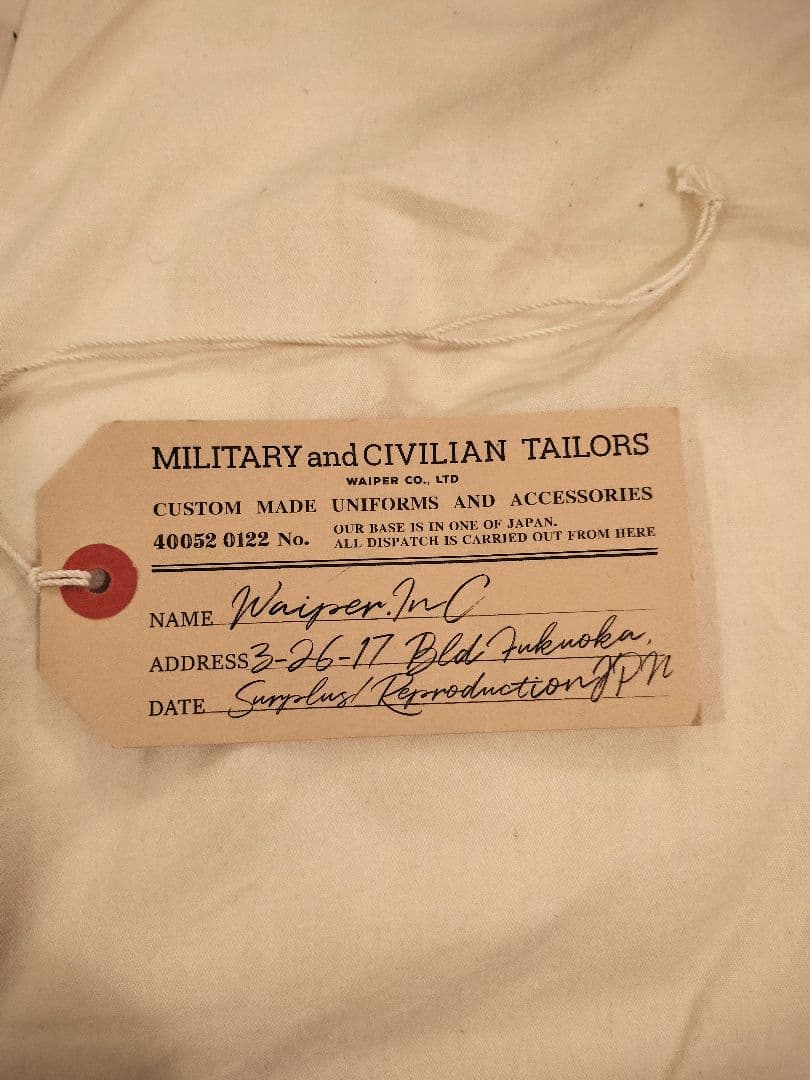 MILITARY and CIVILIAN TAILORS
WAIPER CO., LTD
CUSTOM MADE UNIFORMS AND ACCESSORIES
40052 0122 No. OUR BASE IS IN ONE OF JAPAN.
ALL DISPATCH IS CARRIED OUT FROM HERE
NAME Waiper.InC
ADDRESS 3-26-17 Bld Fukuoka,
DATE Surplus/Reproduction JPN